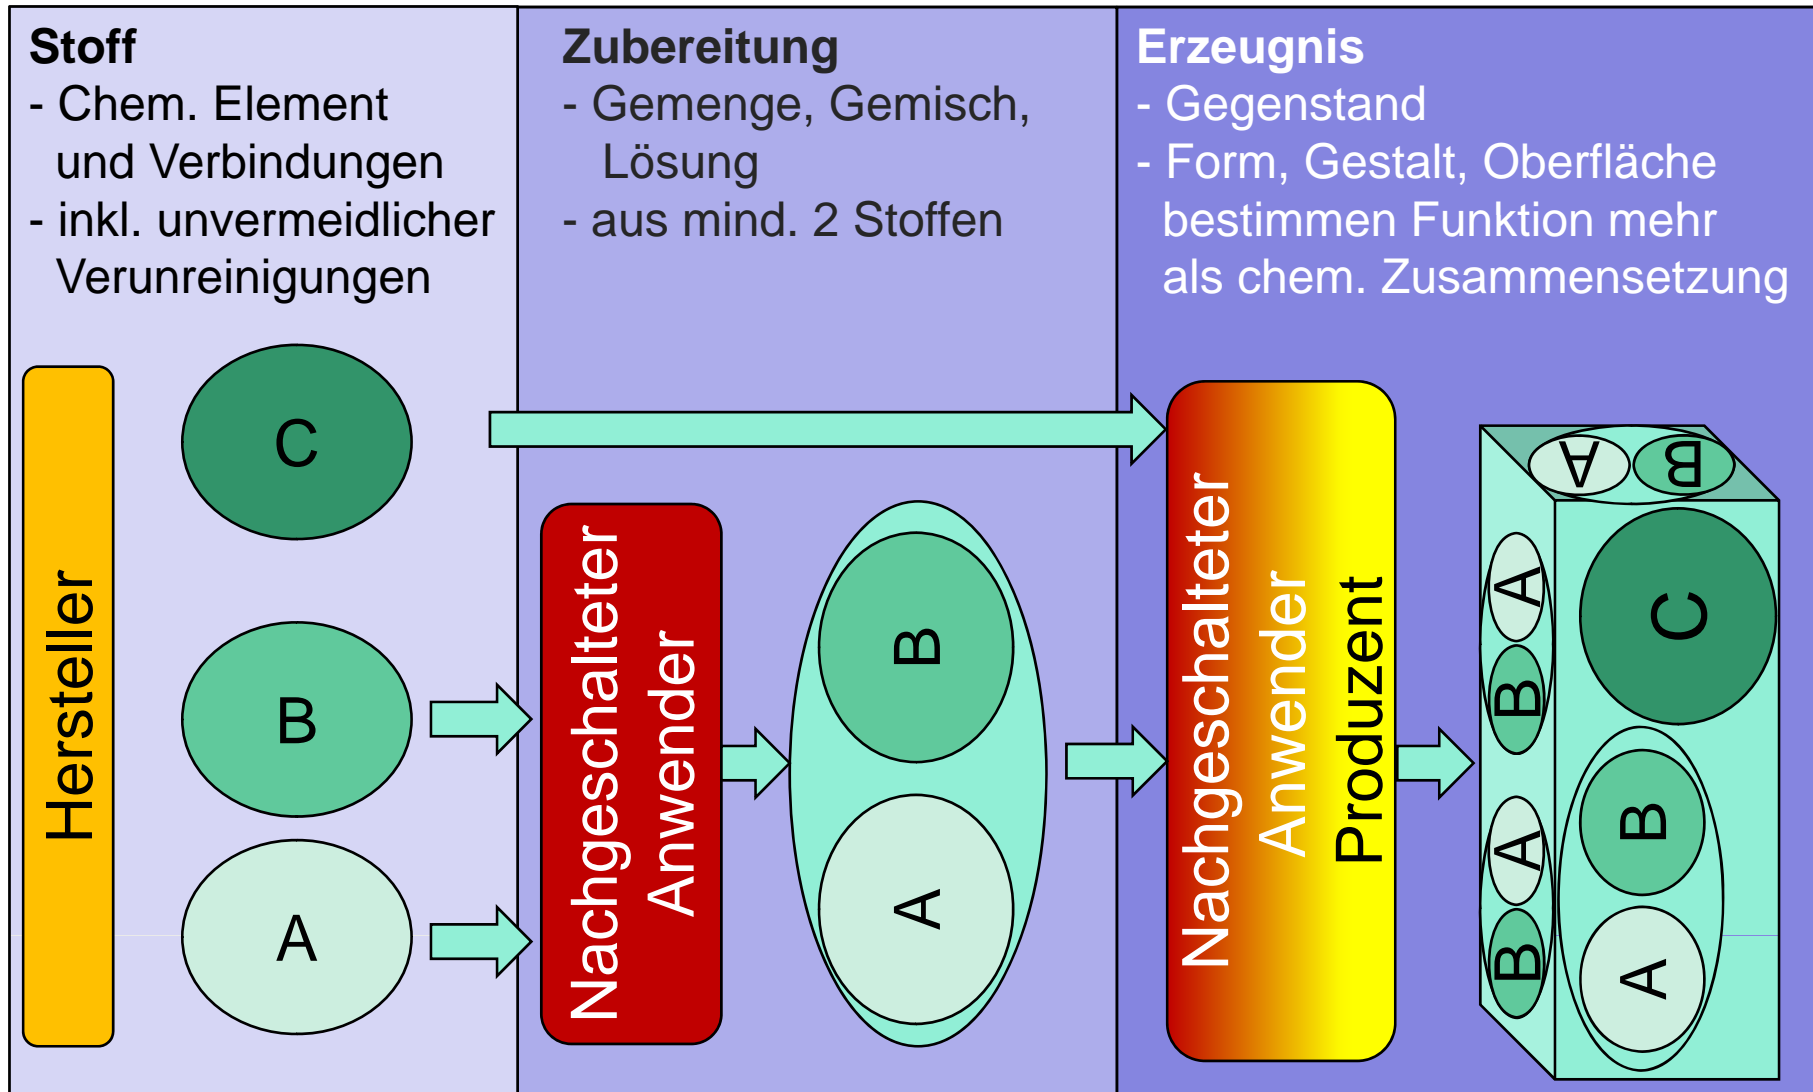 Stoff
- Chem. Element
und Verbindungen
- inkl. unvermeidlicher
Verunreinigungen
Zubereitung
- Gemenge, Gemisch,
Lösung
- aus mind. 2 Stoffen
Erzeugnis
- Gegenstand
- Form, Gestalt, Oberfläche
bestimmen Funktion mehr
als chem. Zusammensetzung
Hersteller
C
B
A
Nachgeschalteter
Anwender
B
A
Nachgeschalteter
Anwender
Produzent
A
B
A
B
A
B
C
B
A